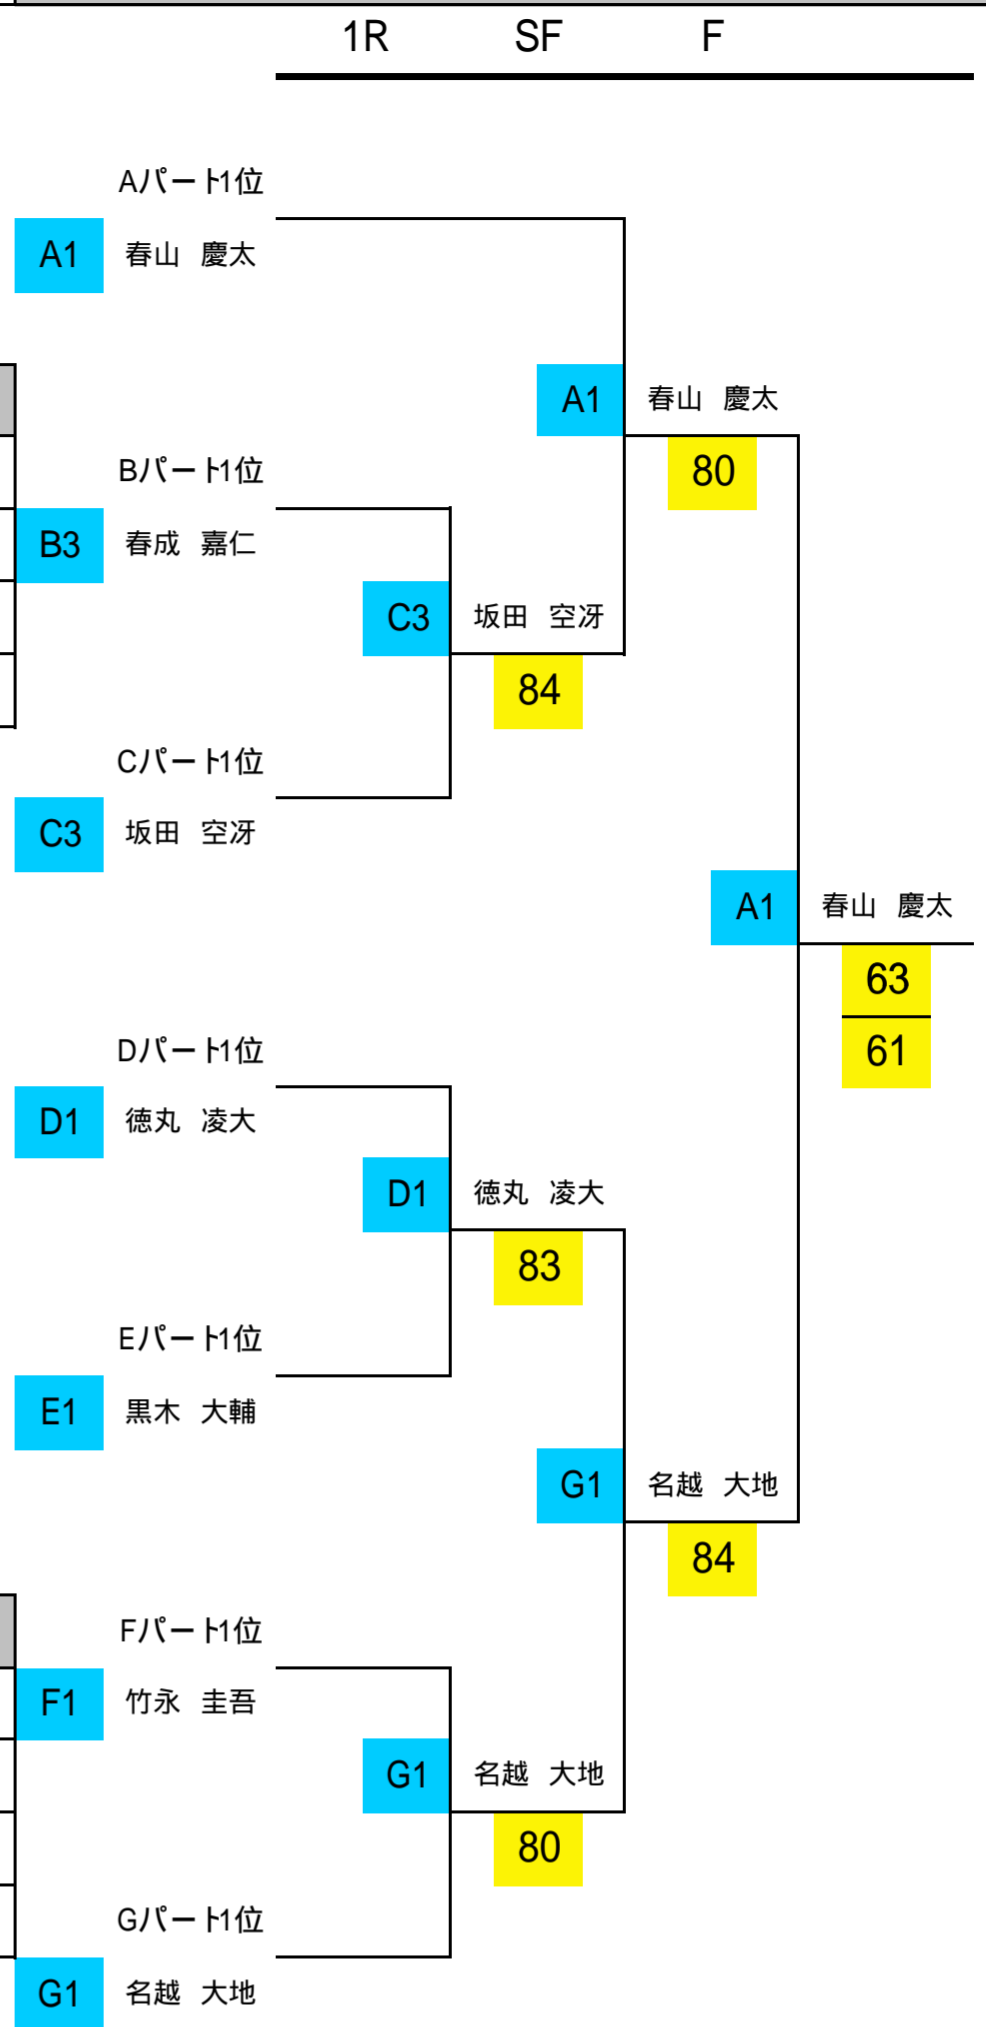 1R SF F
Aパート1位
A1 春山 慶太
A1 春山 慶太
80
Bパート1位
B3 春成 嘉仁
C3 坂田 空冴
84
Cパート1位
C3 坂田 空冴
A1 春山 慶太
63
61
Dパート1位
D1 徳丸 凌大
D1 徳丸 凌大
83
Eパート1位
E1 黒木 大輔
G1 名越 大地
84
Fパート1位
F1 竹永 圭吾
G1 名越 大地
80
Gパート1位
G1 名越 大地